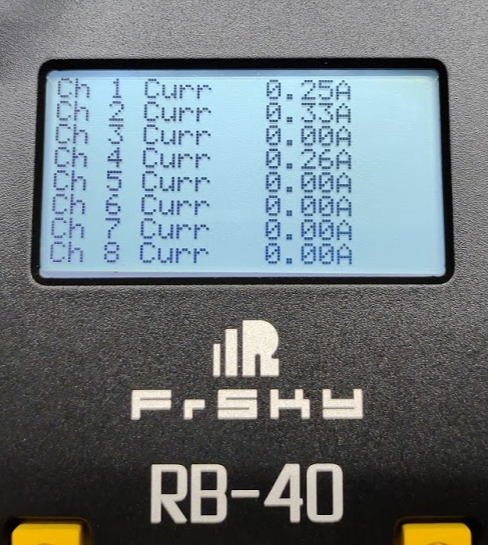 Ch 1 Curr 0.25A
Ch 2 Curr 0.33A
Ch 3 Curr 0.00A
Ch 4 Curr 0.26A
Ch 5 Curr 0.00A
Ch 6 Curr 0.00A
Ch 7 Curr 0.00A
Ch 8 Curr 0.00A
FrSky
RB-40